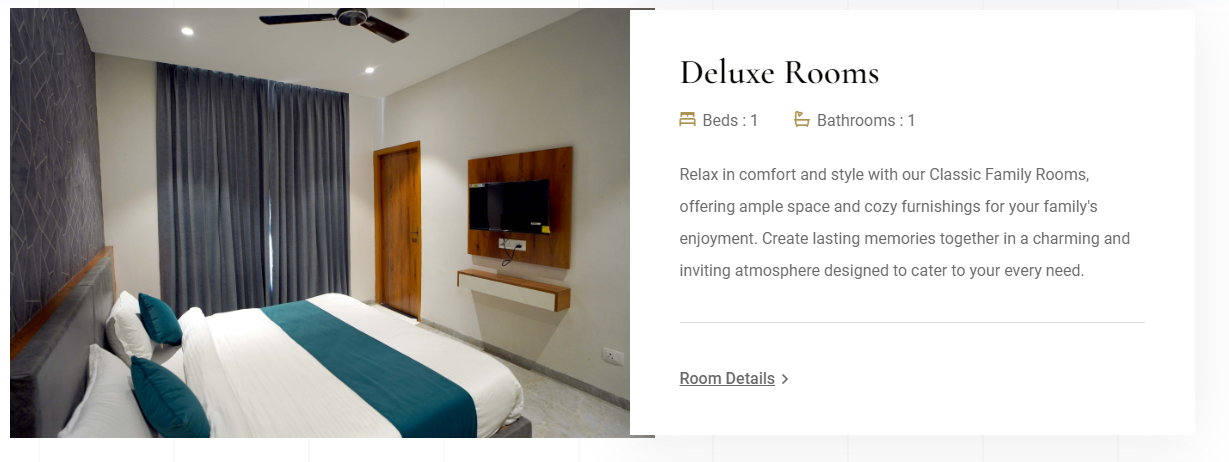 Deluxe Rooms
Beds : 1 Bathrooms : 1
Relax in comfort and style with our Classic Family Rooms,
offering ample space and cozy furnishings for your family's
enjoyment. Create lasting memories together in a charming and
inviting atmosphere designed to cater to your every need.
Room Details